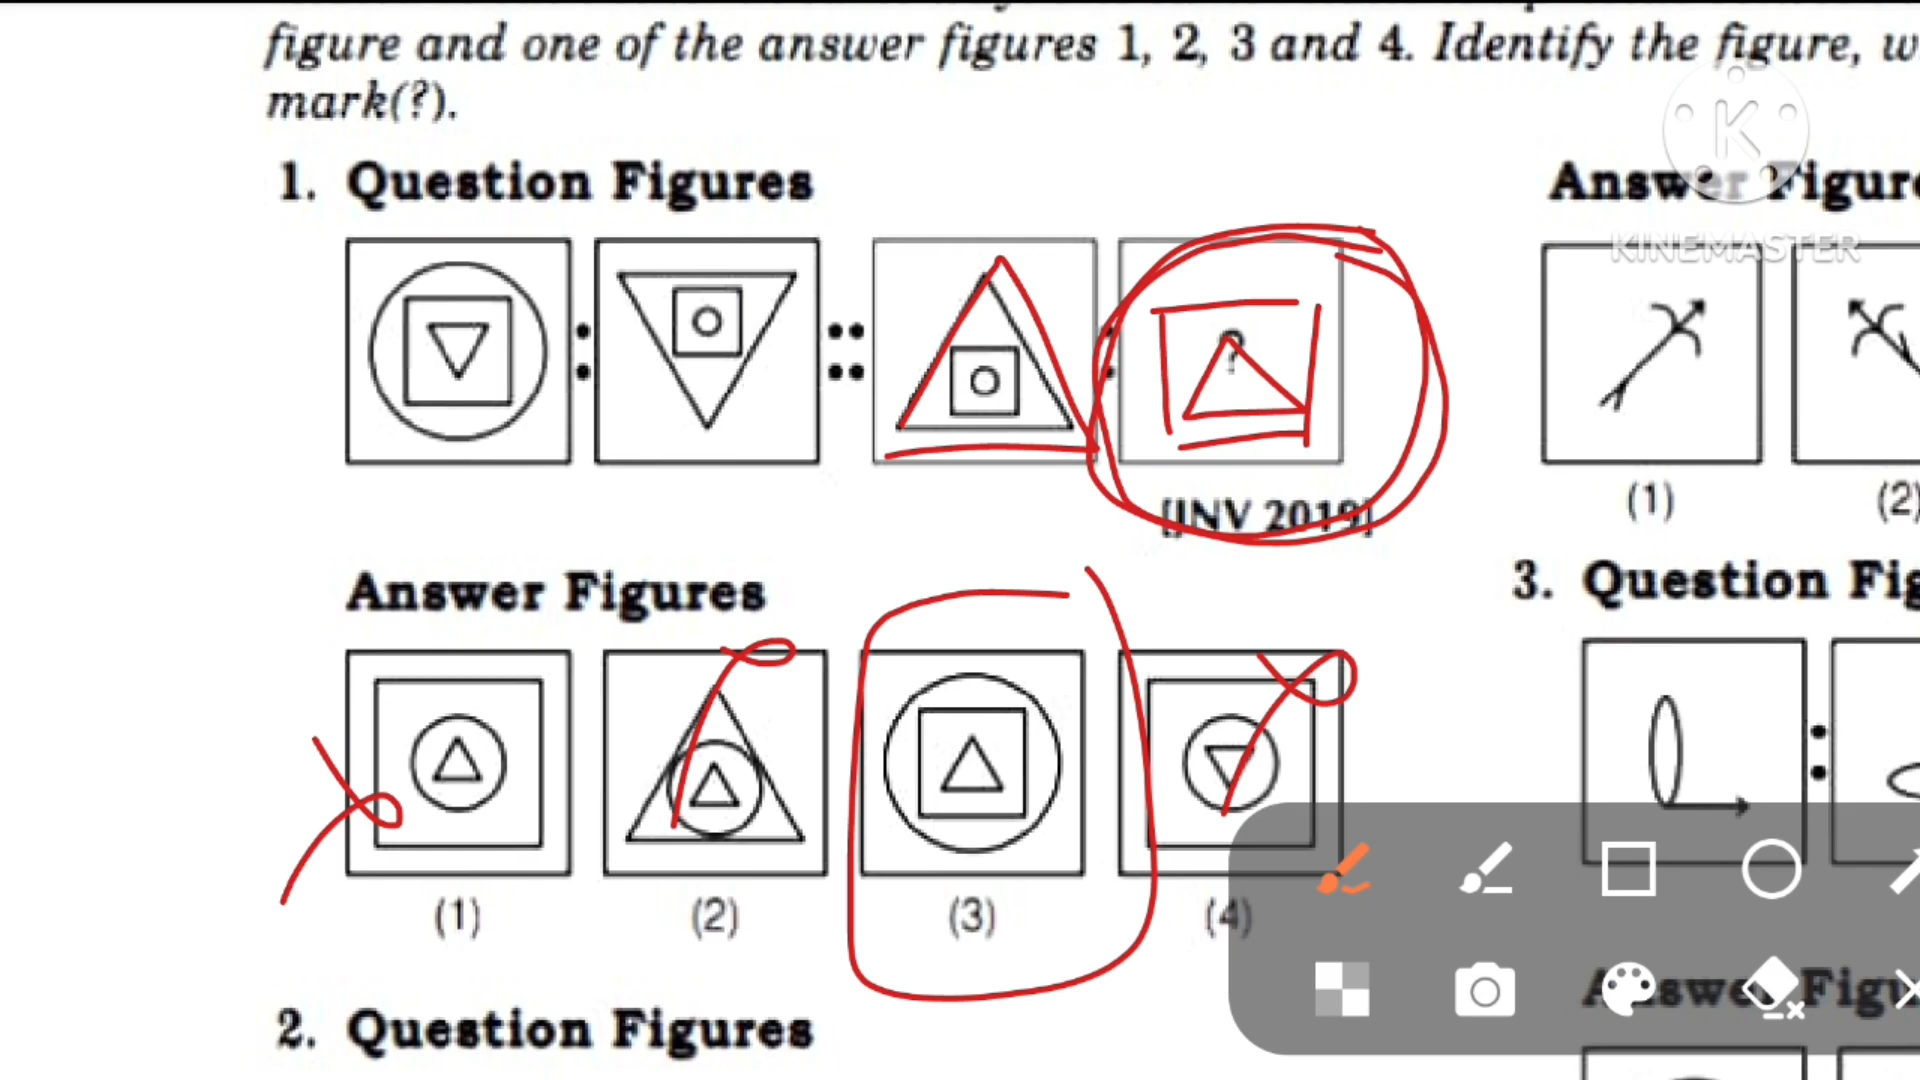 figure and one of the answer figures 1, 2, 3 and 4. Identify the figure, w
mark(?).
1. Question Figures
?
[JNV 2019]
Answer Figures
(1) (2) (3) (4)
2. Question Figures
Answer Figure
(1) (2)
3. Question Fig
Answer Figu
K
KINEMASTER